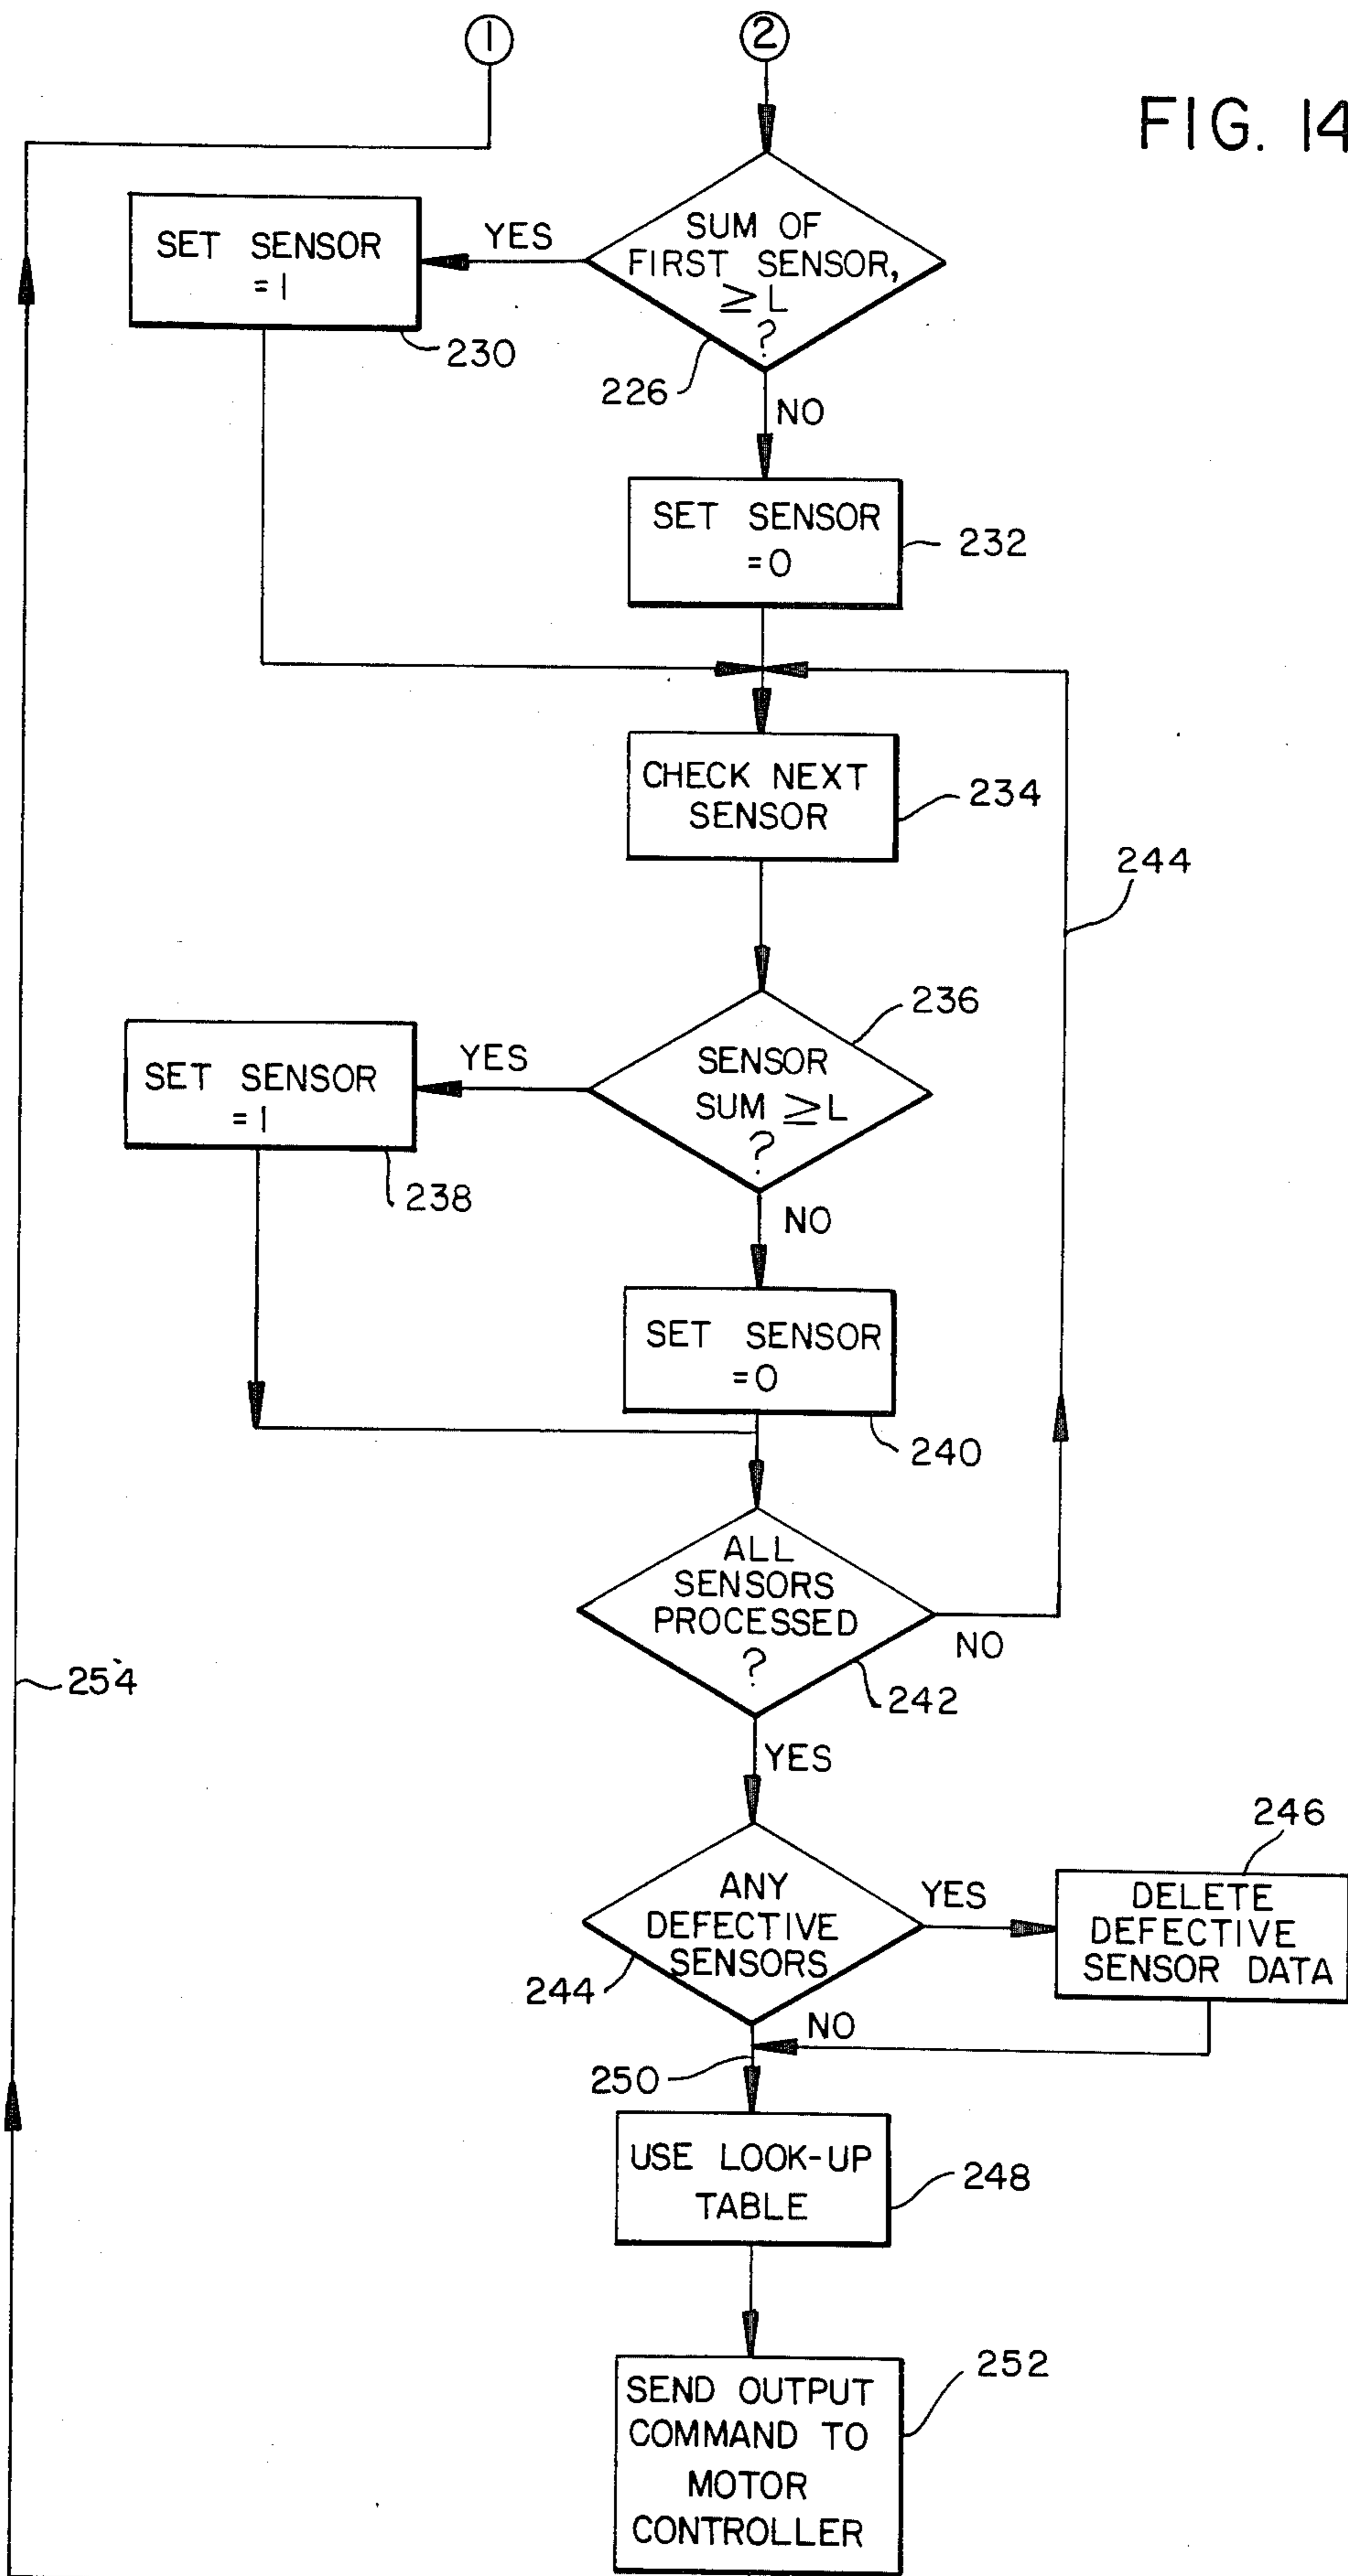 1
2
FIG. 14
SET SENSOR
=1
230
YES
SUM OF
FIRST SENSOR,
≥ L
?
226
NO
SET SENSOR
=0
232
CHECK NEXT
SENSOR
234
244
236
SENSOR
SUM ≥L
?
YES
SET SENSOR
=1
238
NO
SET SENSOR
=0
240
ALL
SENSORS
PROCESSED
?
NO
242
254
YES
246
ANY
DEFECTIVE
SENSORS
YES
DELETE
DEFECTIVE
SENSOR DATA
244
NO
250
USE LOOK-UP
TABLE
248
252
SEND OUTPUT
COMMAND TO
MOTOR
CONTROLLER